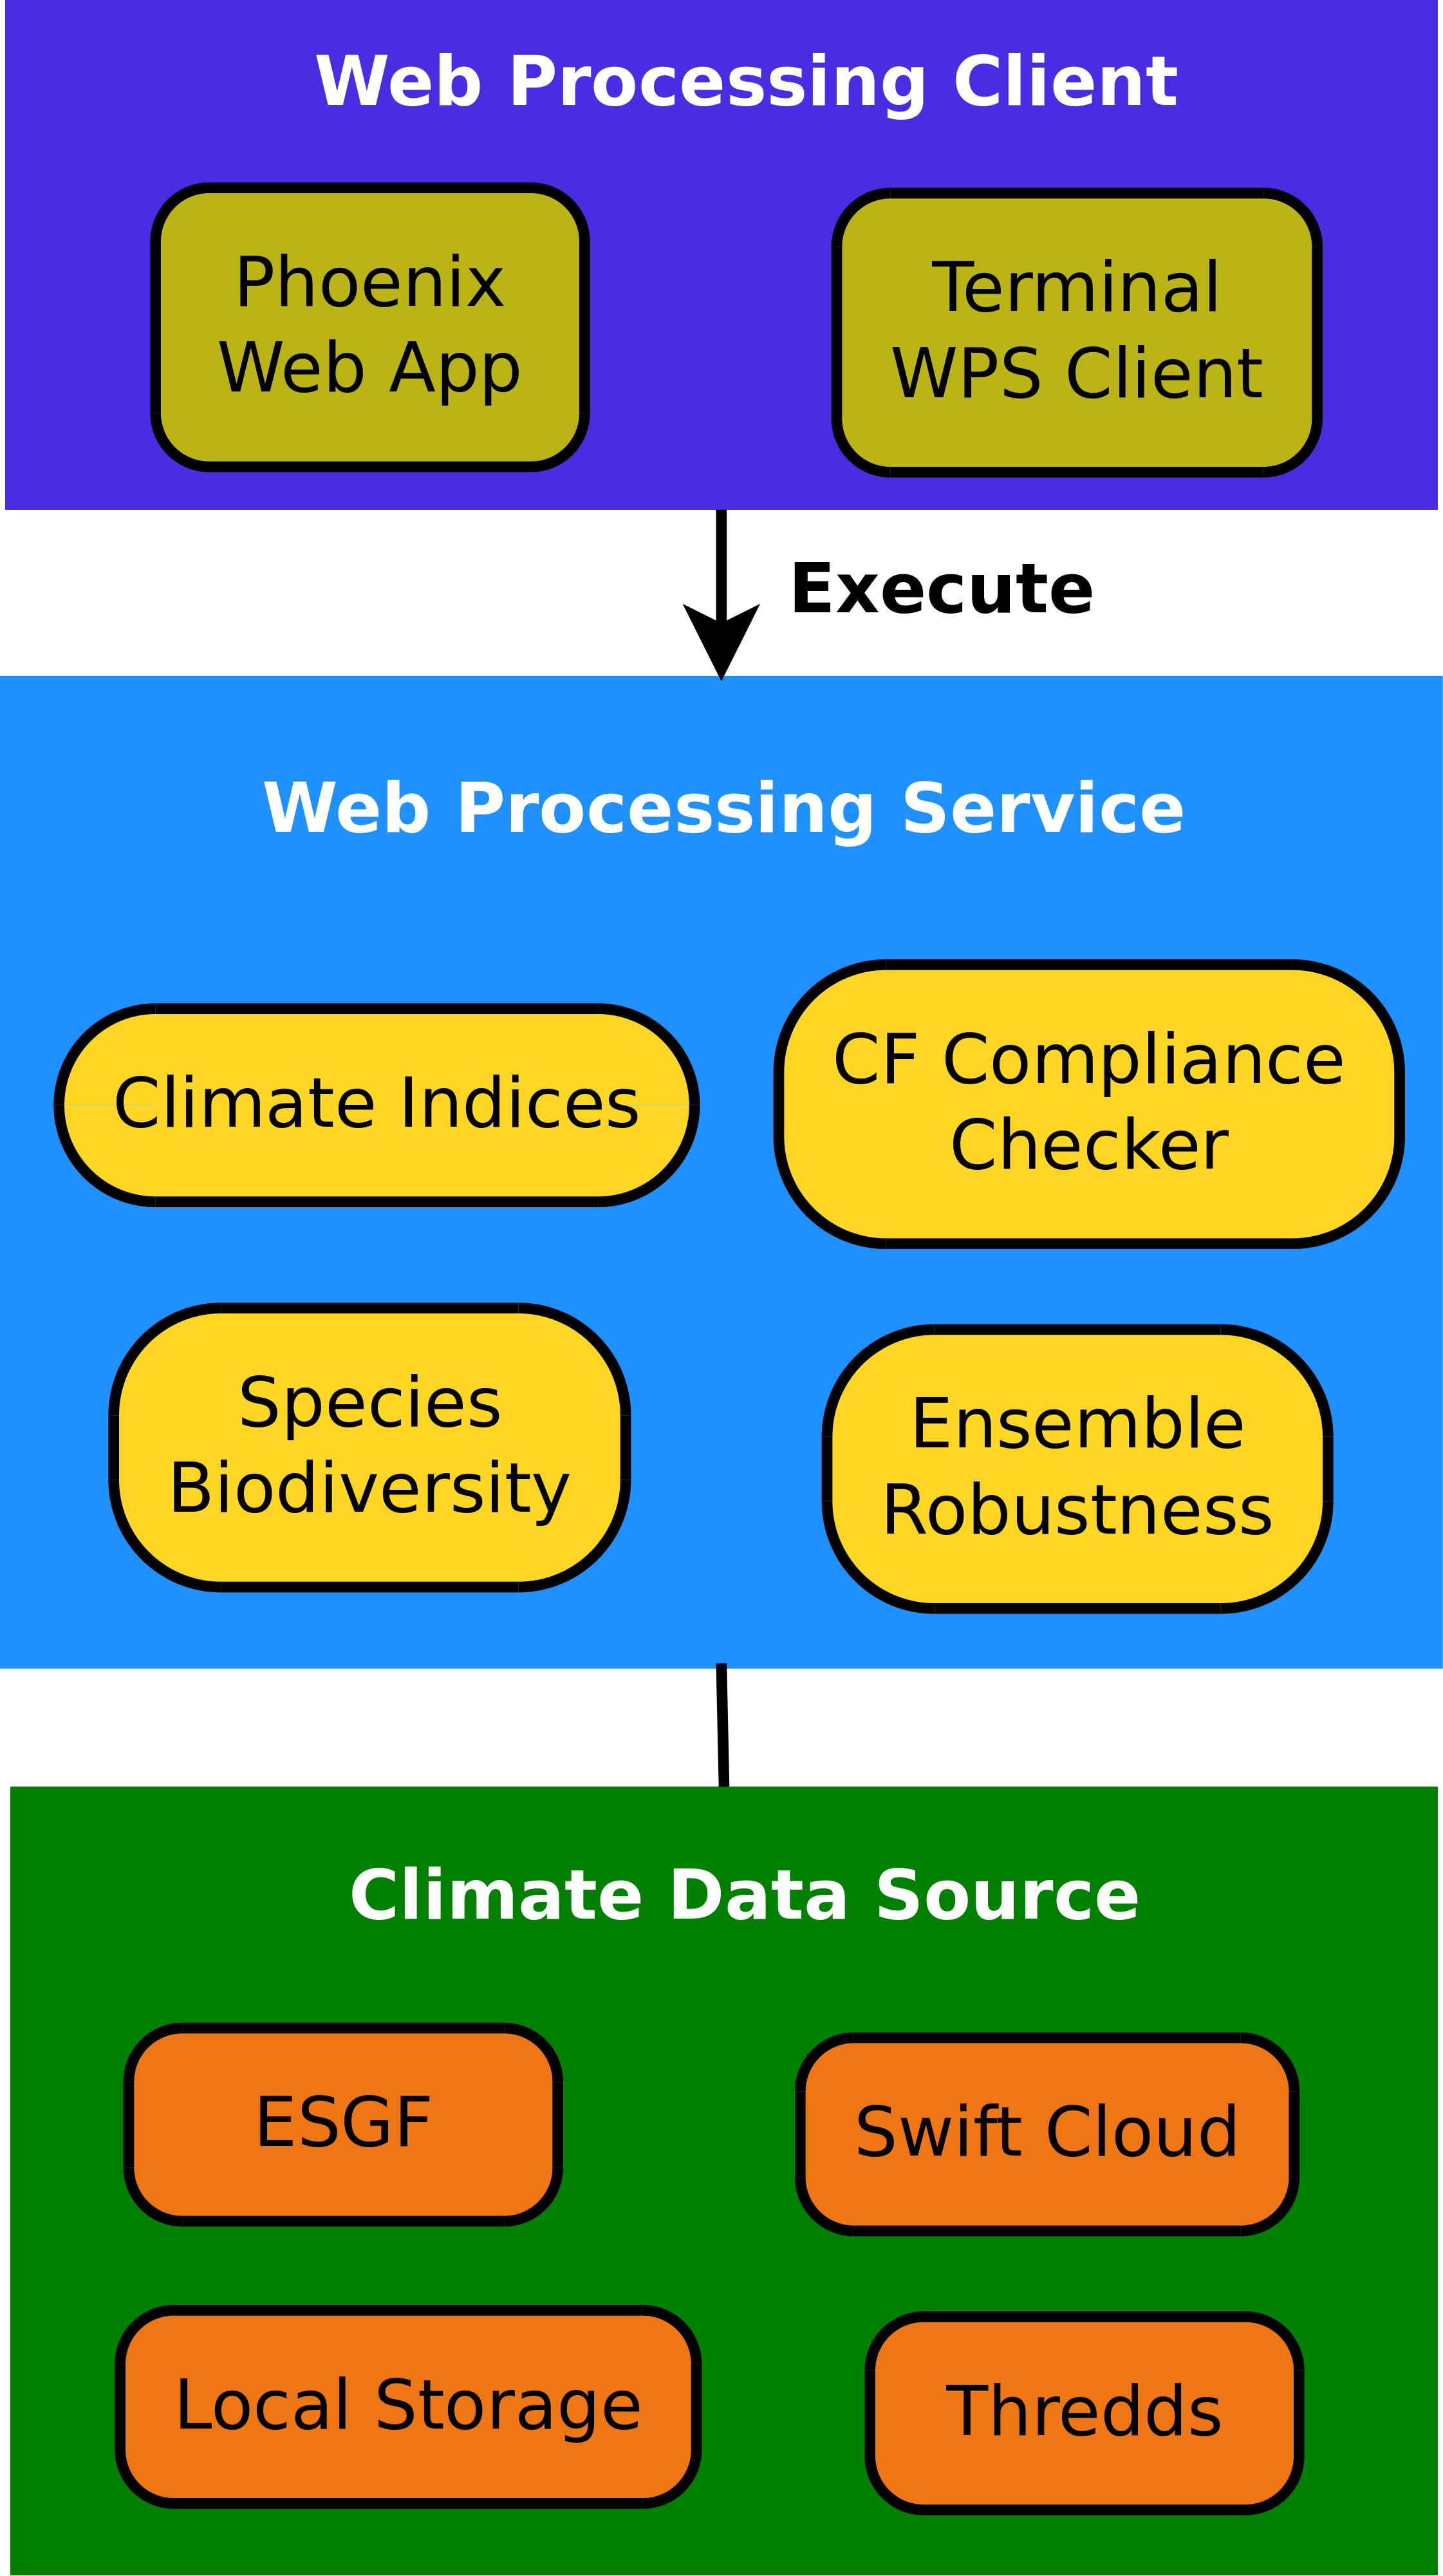 Web Processing Client
Phoenix
Web App
Terminal
WPS Client
Execute
Web Processing Service
Climate Indices
CF Compliance
Checker
Species
Biodiversity
Ensemble
Robustness
Climate Data Source
ESGF
Swift Cloud
Local Storage
Thredds